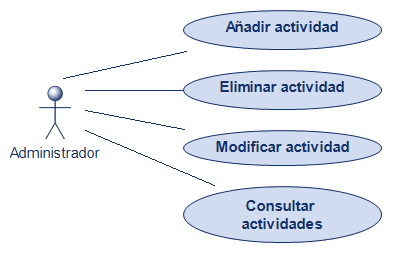 Añadir actividad
Eliminar actividad
Modificar actividad
Administrador
Consultar
actividades